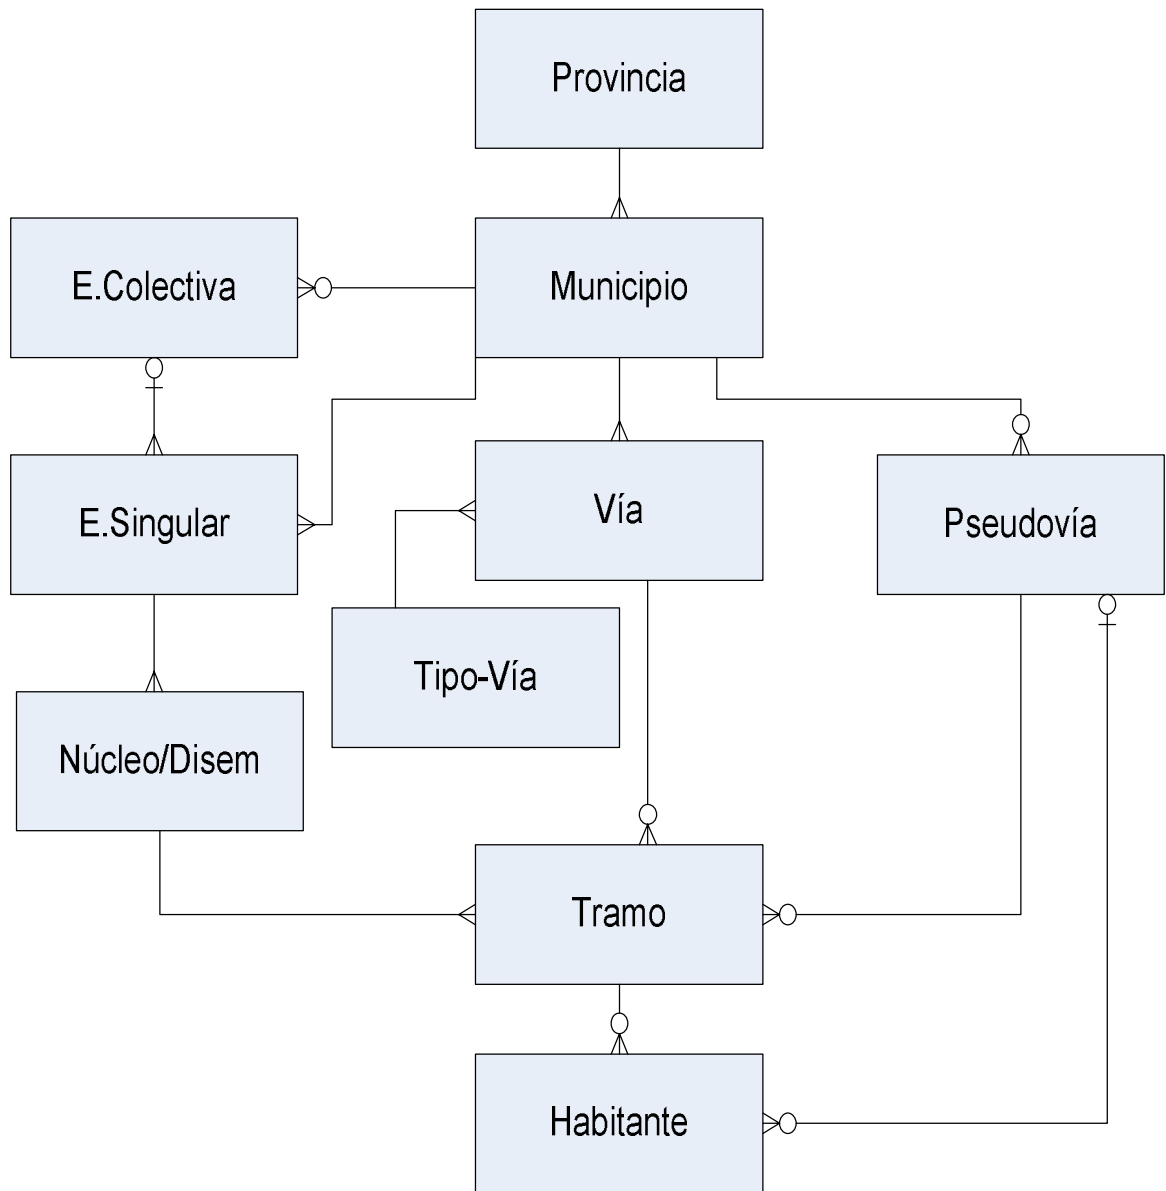 Provincia
E.Colectiva
Municipio
E.Singular
Vía
Pseudovía
Tipo-Vía
Núcleo/Disem
Tramo
Habitante